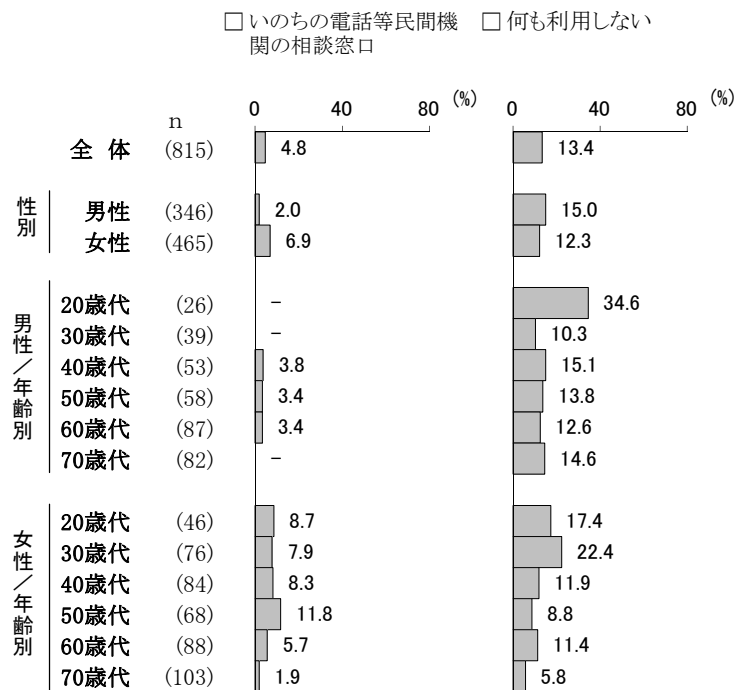 □ いのちの電話等民間機関の相談窓口 □ 何も利用しない
n 0 40 80 (%) 0 40 80 (%)
全 体 (815) 4.8 13.4
性別
男性 (346) 2.0 15.0
女性 (465) 6.9 12.3
男性／年齢別
20歳代 (26) － 34.6
30歳代 (39) － 10.3
40歳代 (53) 3.8 15.1
50歳代 (58) 3.4 13.8
60歳代 (87) 3.4 12.6
70歳代 (82) － 14.6
女性／年齢別
20歳代 (46) 8.7 17.4
30歳代 (76) 7.9 22.4
40歳代 (84) 8.3 11.9
50歳代 (68) 11.8 8.8
60歳代 (88) 5.7 11.4
70歳代 (103) 1.9 5.8